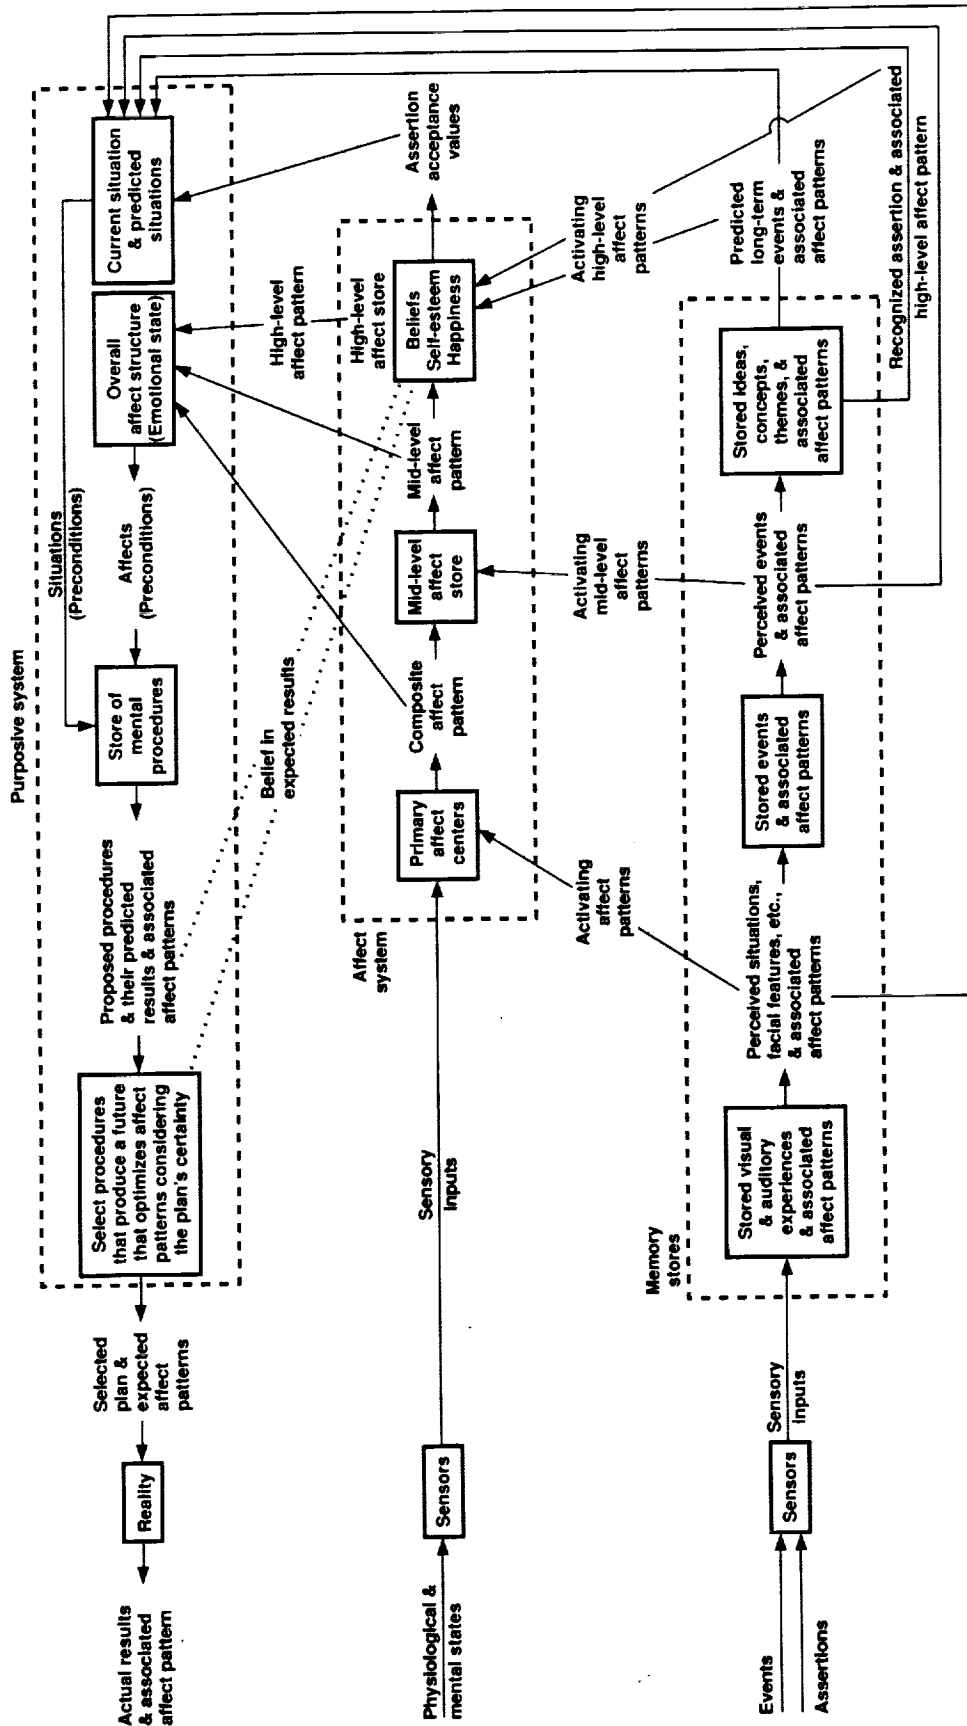 Purposive system
Actual results
& associated
affect pattern
Reality
Selected
plan &
expected
affect
patterns
Select procedures
that produce a future
that optimizes affect
patterns considering
the plan's certainty
Proposed procedures
& their predicted
results & associated
affect patterns
Store of
mental
procedures
Situations
(Preconditions)
Affects
(Preconditions)
Overall
affect structure
(Emotional state)
Current situation
& predicted
situations
Belief in
expected results
High-level
affect pattern
Physiological &
mental states
Sensors
Sensory
inputs
Affect
system
Primary
affect
centers
Composite
affect
pattern
Mid-level
affect
store
Mid-level
affect
pattern
High-level
affect store
Beliefs
Self-esteem
Happiness
Assertion
acceptance
values
Activating
affect
patterns
Activating
mid-level
affect
patterns
Activating
high-level
affect
patterns
Events
Assertions
Sensors
Sensory
inputs
Memory
stores
Stored visual
& auditory
experiences
& associated
affect patterns
Perceived situations,
facial features, etc.,
& associated
affect patterns
Stored events
& associated
affect patterns
Perceived events
& associated
affect patterns
Stored ideas,
concepts,
themes, &
associated
affect patterns
Predicted
long-term
events &
associated
affect patterns
Recognized assertion & associated
high-level affect pattern